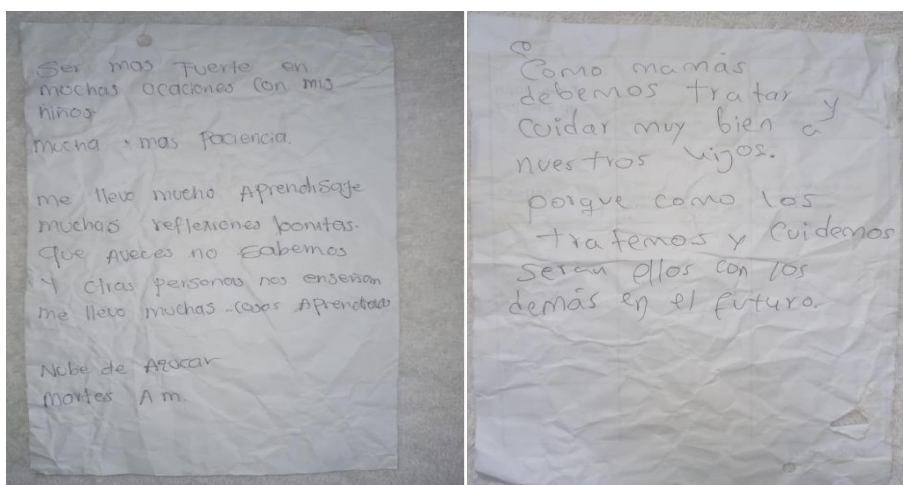 Ser mas Fuerte en
muchas ocaciones con mis
niños.
mucha mas Paciencia.
me llevo mucho Aprendisaje
muchas reflexiones bonitas.
que Aveces no sabemos
Y otras personas nos enseñan
me llevo muchas cosas Aprendidas
Nube de Azucar
Martes Am.
Como mamás
debemos tratar y
cuidar muy bien a
nuestros hijos.
porque como los
tratemos y cuidemos
seran ellos con los
demás en el futuro.